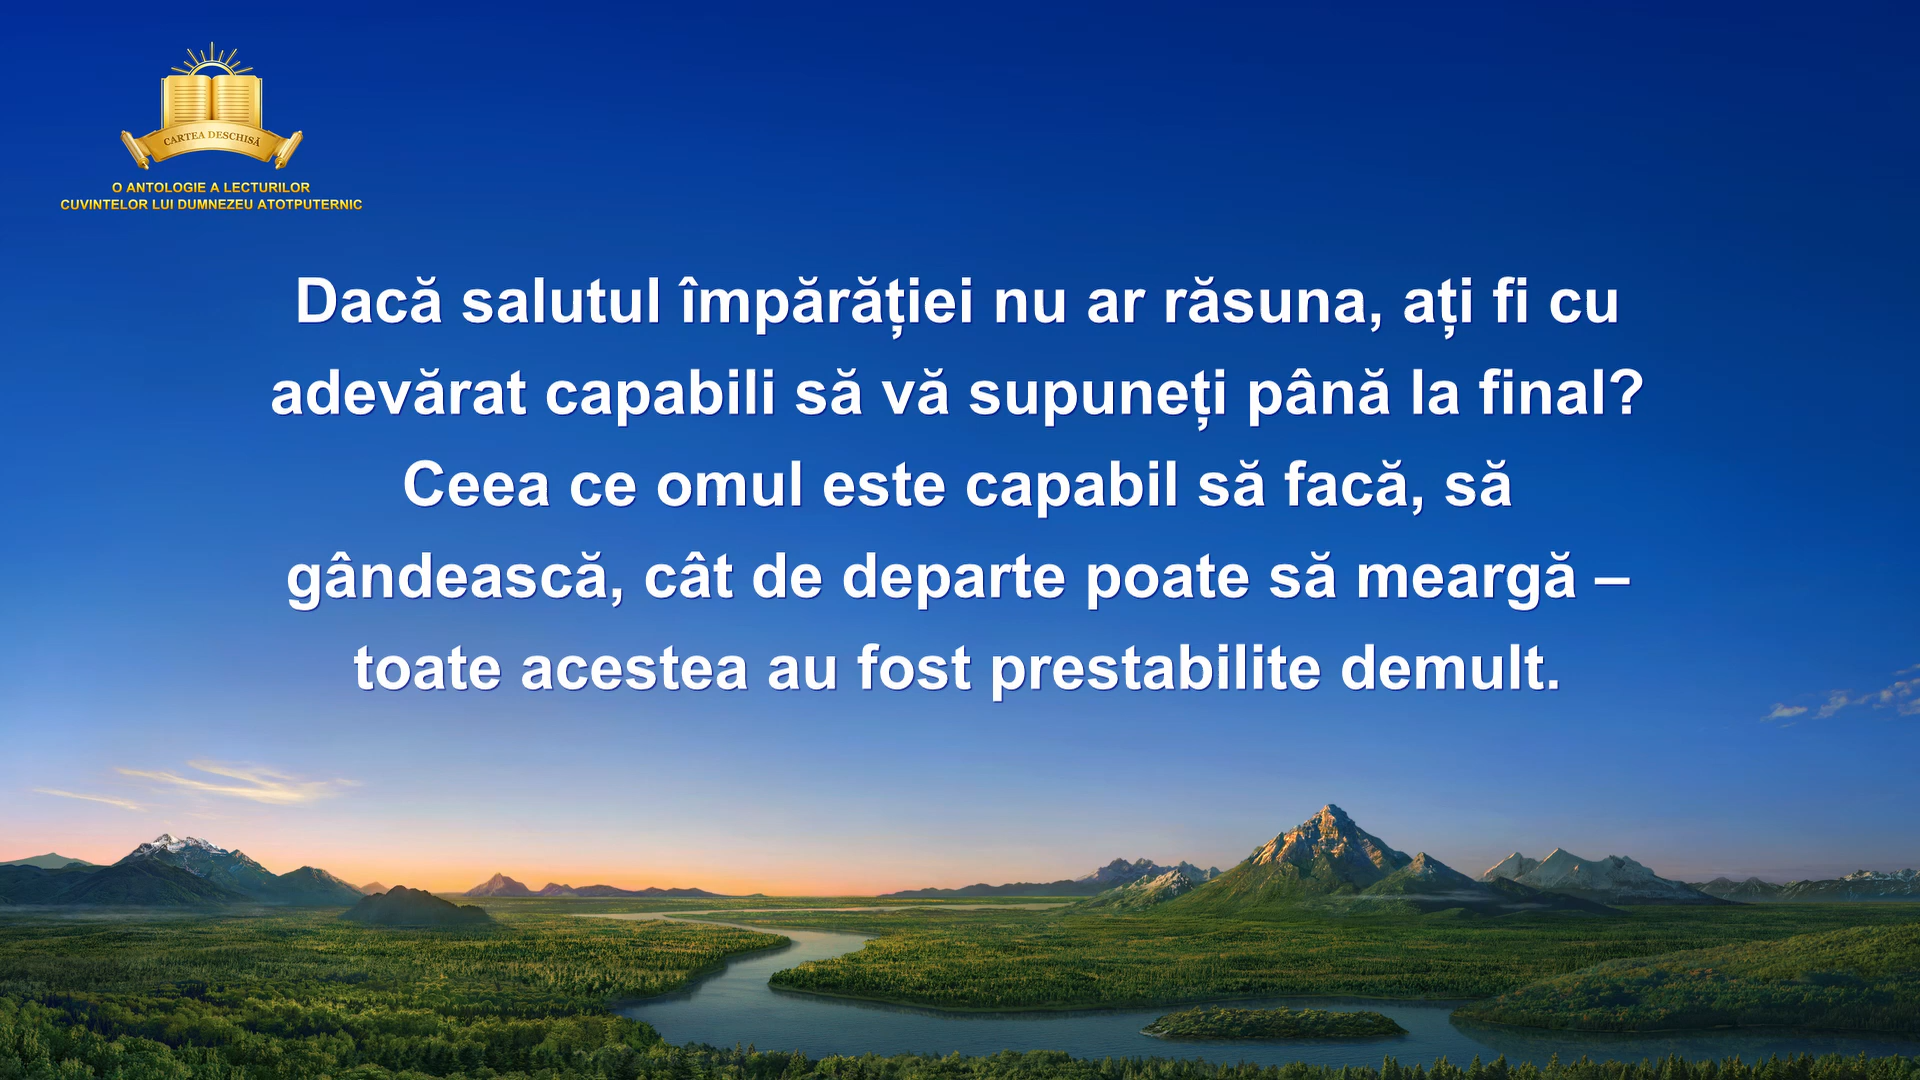 CARTEA DESCHISĂ
O ANTOLOGIE A LECTURILOR
CUVINTELOR LUI DUMNEZEU ATOTPUTERNIC
Dacă salutul împărăției nu ar răsuna, ați fi cu
adevărat capabili să vă supuneți până la final?
Ceea ce omul este capabil să facă, să
gândească, cât de departe poate să meargă –
toate acestea au fost prestabilite demult.